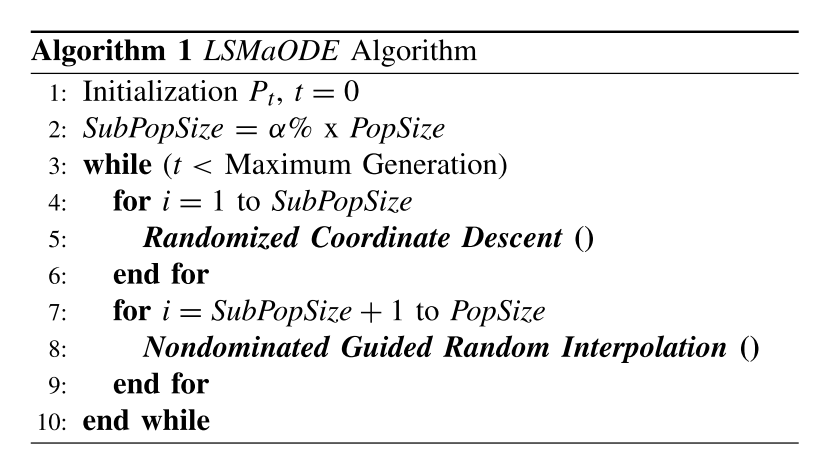 Algorithm 1 LSMaODE Algorithm
1: Initialization Pt, t = 0
2: SubPopSize = α% x PopSize
3: while (t < Maximum Generation)
4: for i = 1 to SubPopSize
5: Randomized Coordinate Descent ()
6: end for
7: for i = SubPopSize + 1 to PopSize
8: Nondominated Guided Random Interpolation ()
9: end for
10: end while